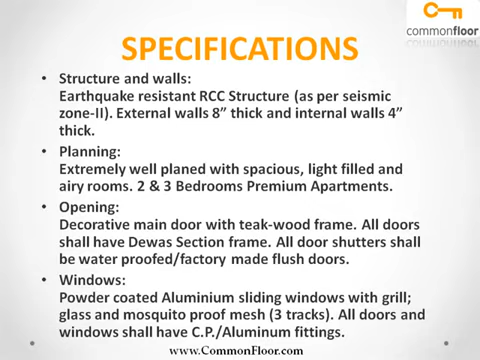 commonfloor
SPECIFICATIONS
• Structure and walls:
Earthquake resistant RCC Structure (as per seismic
zone-II). External walls 8” thick and internal walls 4”
thick.
• Planning:
Extremely well planed with spacious, light filled and
airy rooms. 2 & 3 Bedrooms Premium Apartments.
• Opening:
Decorative main door with teak-wood frame. All doors
shall have Dewas Section frame. All door shutters shall
be water proofed/factory made flush doors.
• Windows:
Powder coated Aluminium sliding windows with grill;
glass and mosquito proof mesh (3 tracks). All doors and
windows shall have C.P./Aluminum fittings.
www.CommonFloor.com